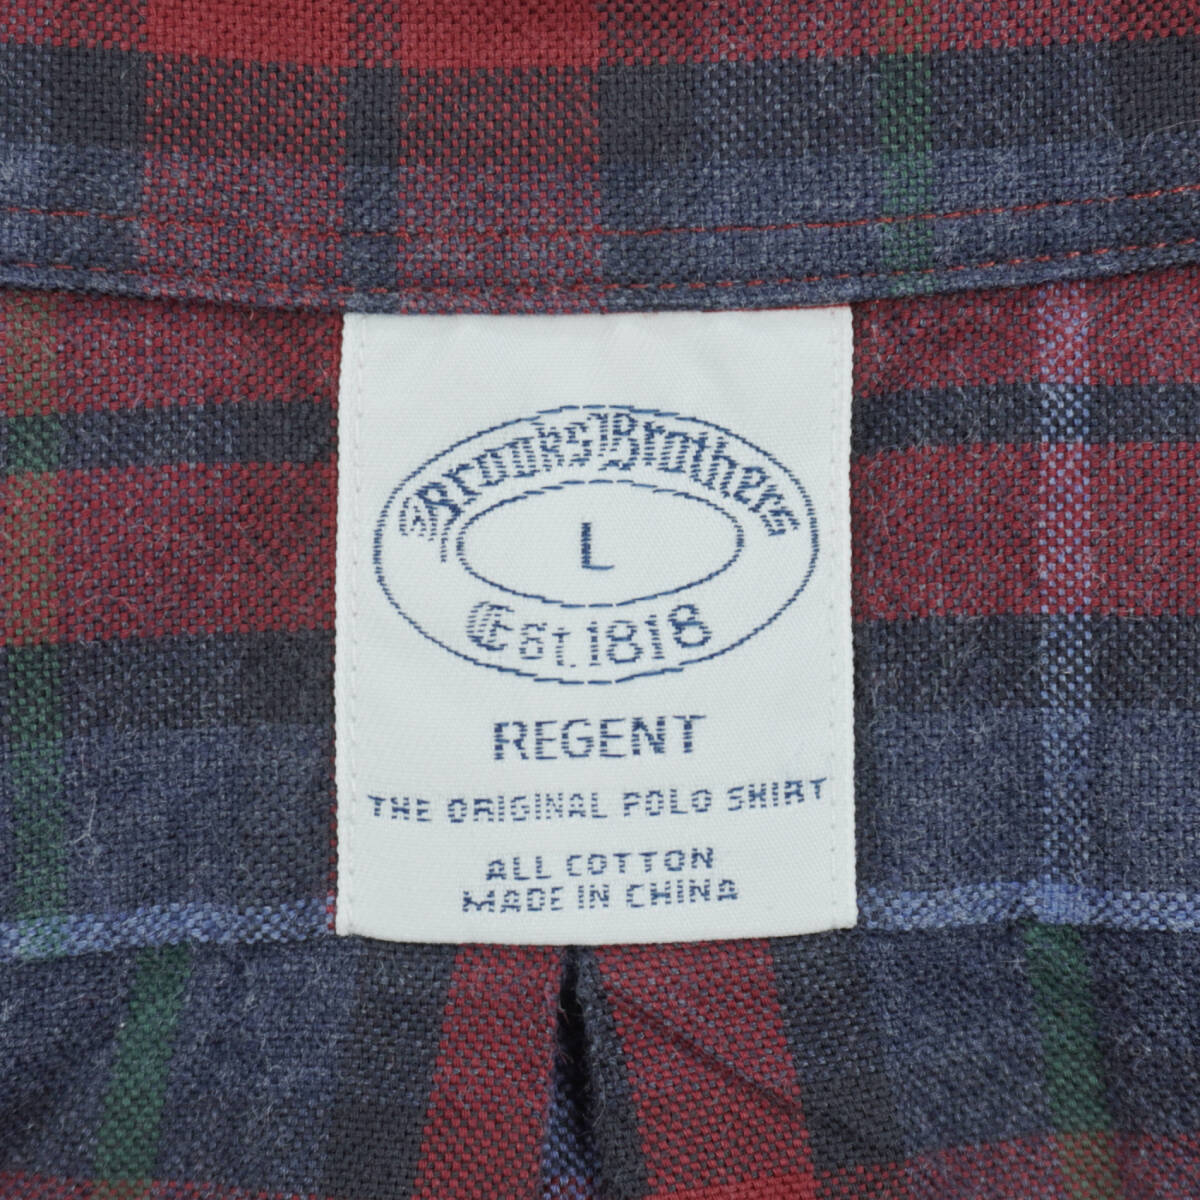 Brooks Brothers
L
Est. 1818
REGENT
THE ORIGINAL POLO SHIRT
ALL COTTON
MADE IN CHINA